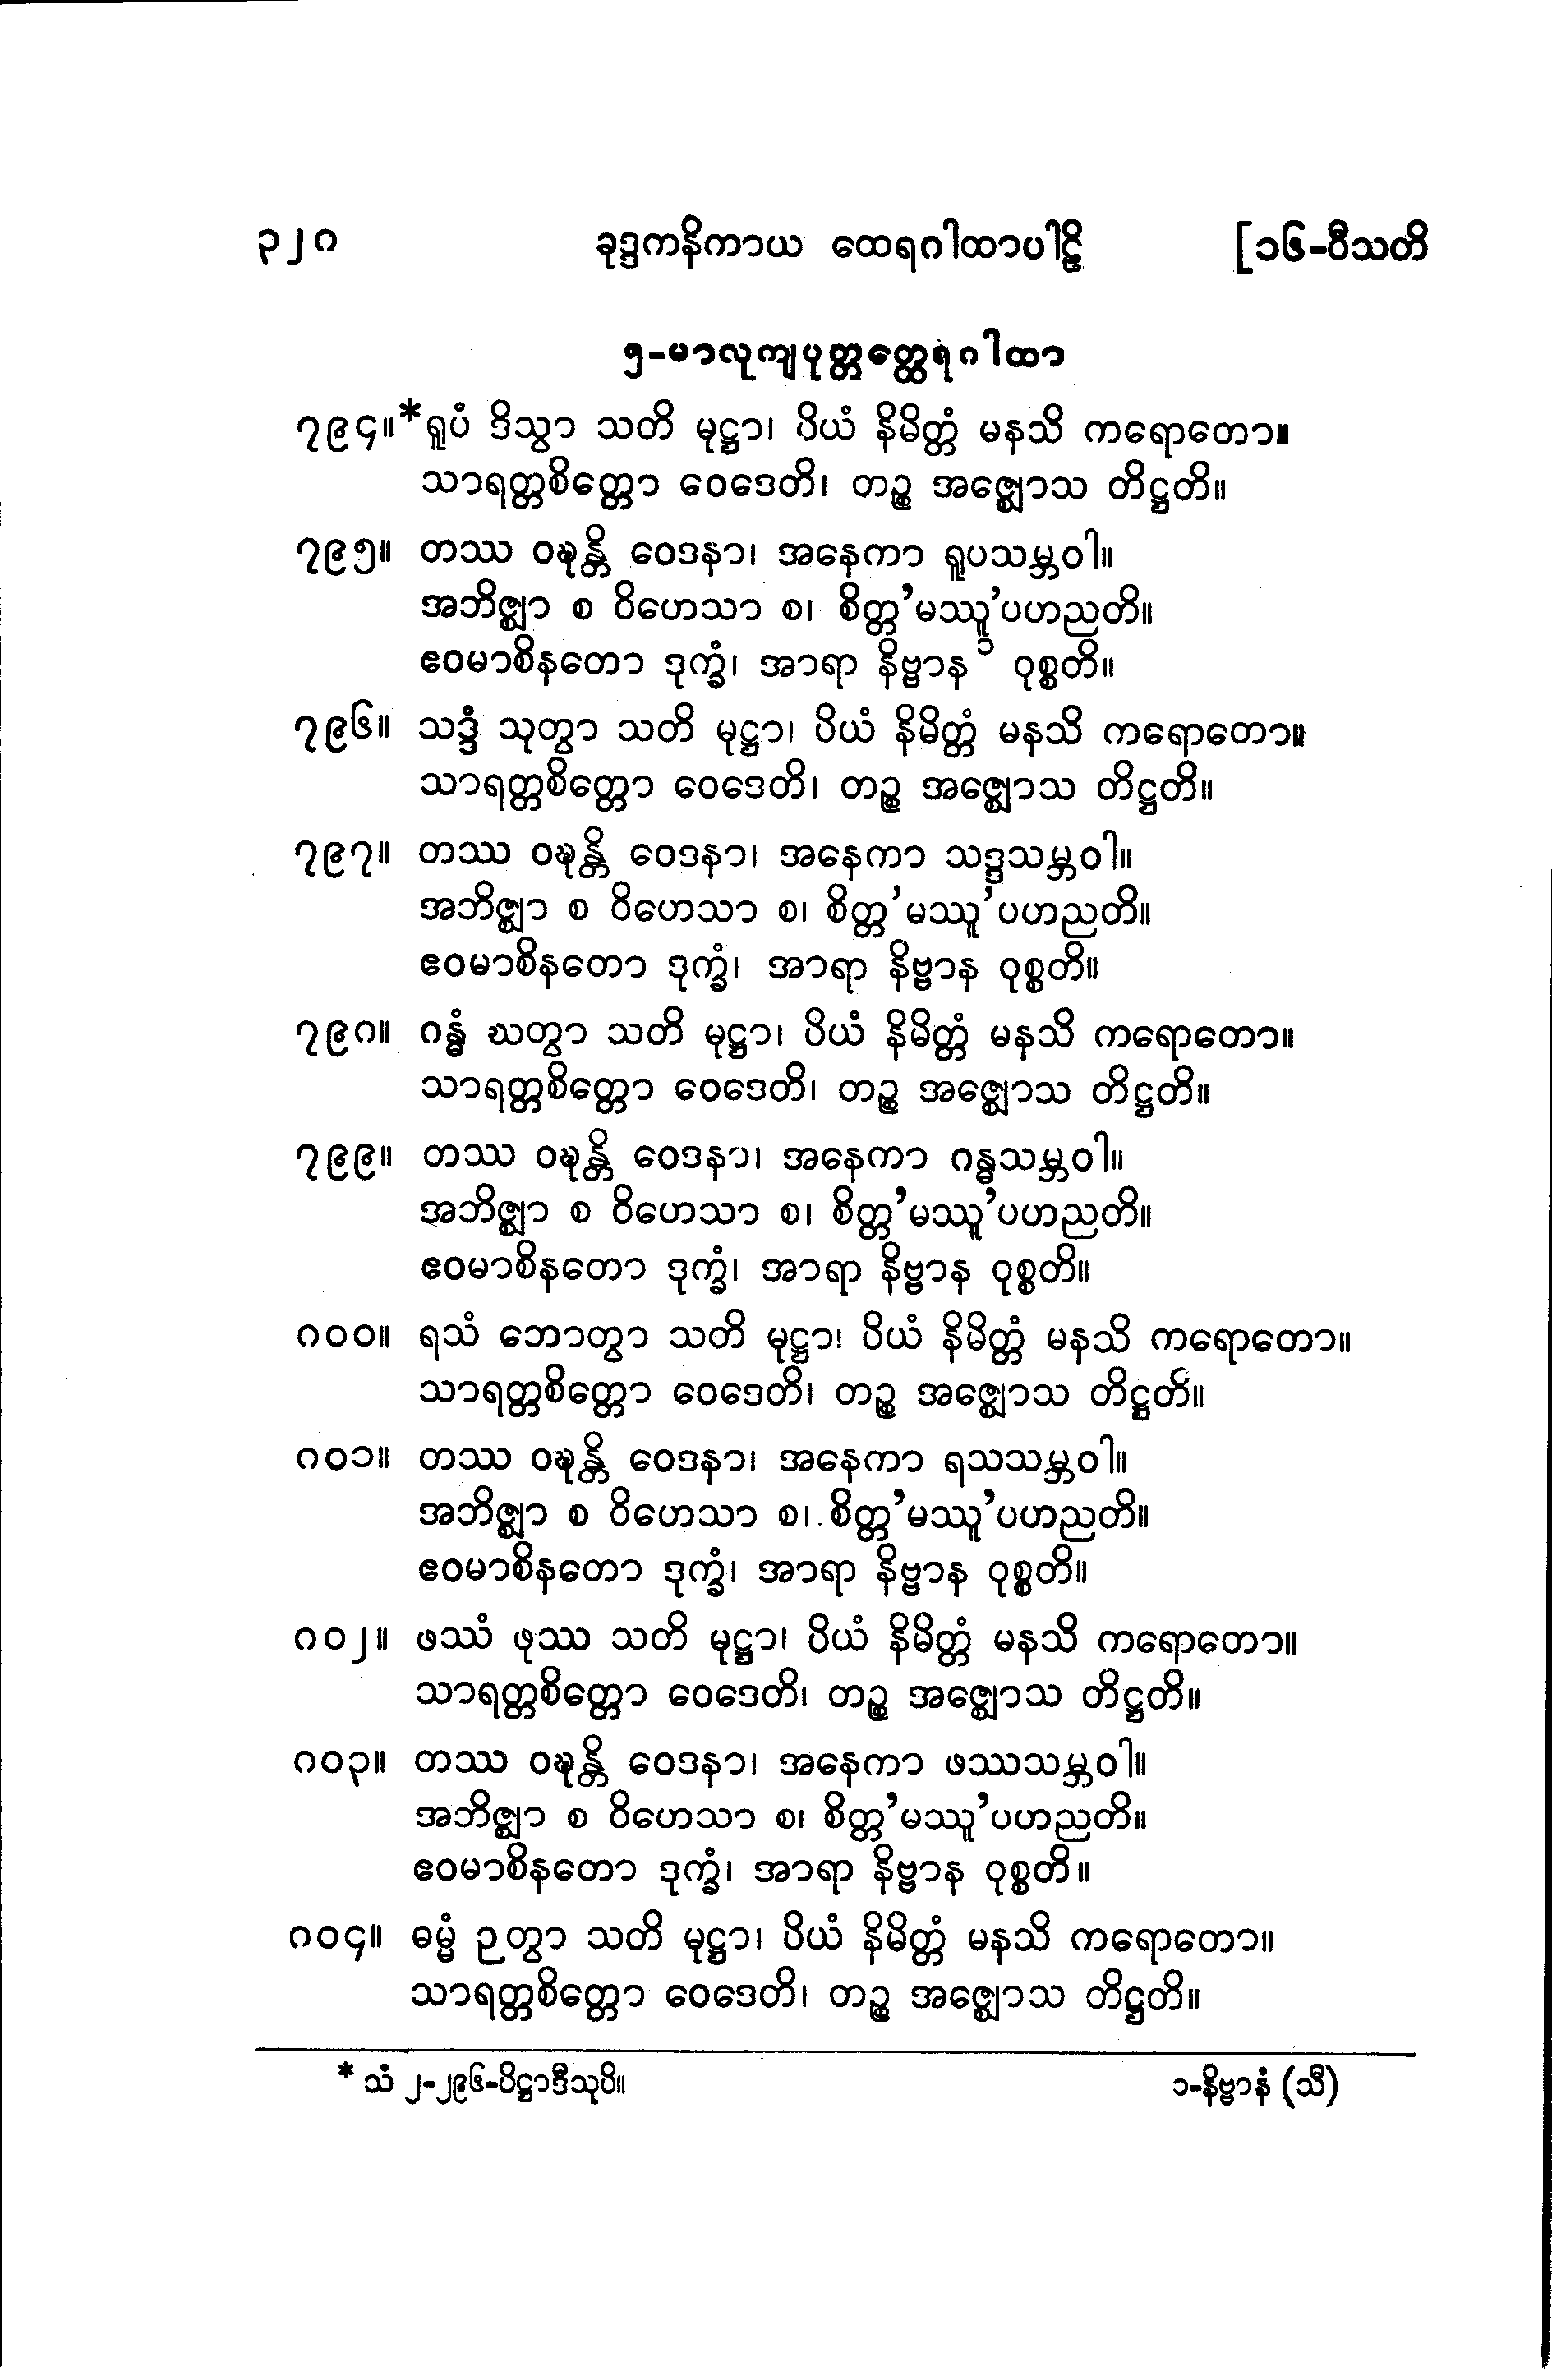 ၃၂၈ ခုဒ္ဒကနိကာယ ထေရဂါထာပါဠိ [၁၆-ဝီသတိ
၅-မာလုကျပုတ္တတ္ထေရဂါထာ
၇၉၄။*ရူပံ ဒိသွာ သတိ မုဋ္ဌာ၊ ပိယံ နိမိတ္တံ မနသိ ကရောတော။
သာရတ္တစိတ္တော ဝေဒေတိ၊ တဉ္စ အဇ္ဈောသ တိဋ္ဌတိ။
၇၉၅။ တဿ ဝဍ္ဎန္တိ ဝေဒနာ၊ အနေကာ ရူပသမ္ဘဝါ။
အဘိဇ္ဈာ စ ဝိဟေသာ စ၊ စိတ္တ’မဿူ’ပဟညတိ။
ဧဝမာစိနတော ဒုက္ခံ၊ အာရာ နိဗ္ဗာန ၁ ဝုစ္စတိ။
၇၉၆။ သဒ္ဒံ သုတွာ သတိ မုဋ္ဌာ၊ ပိယံ နိမိတ္တံ မနသိ ကရောတော။
သာရတ္တစိတ္တော ဝေဒေတိ၊ တဉ္စ အဇ္ဈောသ တိဋ္ဌတိ။
၇၉၇။ တဿ ဝဍ္ဎန္တိ ဝေဒနာ၊ အနေကာ သဒ္ဒသမ္ဘဝါ။
အဘိဇ္ဈာ စ ဝိဟေသာ စ၊ စိတ္တ’မဿူ’ပဟညတိ။
ဧဝမာစိနတော ဒုက္ခံ၊ အာရာ နိဗ္ဗာန ဝုစ္စတိ။
၇၉၈။ ဂန္ဓံ ဃတွာ သတိ မုဋ္ဌာ၊ ပိယံ နိမိတ္တံ မနသိ ကရောတော။
သာရတ္တစိတ္တော ဝေဒေတိ၊ တဉ္စ အဇ္ဈောသ တိဋ္ဌတိ။
၇၉၉။ တဿ ဝဍ္ဎန္တိ ဝေဒနာ၊ အနေကာ ဂန္ဓသမ္ဘဝါ။
အဘိဇ္ဈာ စ ဝိဟေသာ စ၊ စိတ္တ’မဿူ’ပဟညတိ။
ဧဝမာစိနတော ဒုက္ခံ၊ အာရာ နိဗ္ဗာန ဝုစ္စတိ။
၈၀၀။ ရသံ ဘောတွာ သတိ မုဋ္ဌာ၊ ပိယံ နိမိတ္တံ မနသိ ကရောတော။
သာရတ္တစိတ္တော ဝေဒေတိ၊ တဉ္စ အဇ္ဈောသ တိဋ္ဌတိ။
၈၀၁။ တဿ ဝဍ္ဎန္တိ ဝေဒနာ၊ အနေကာ ရသသမ္ဘဝါ။
အဘိဇ္ဈာ စ ဝိဟေသာ စ၊ စိတ္တ’မဿူ’ပဟညတိ။
ဧဝမာစိနတော ဒုက္ခံ၊ အာရာ နိဗ္ဗာန ဝုစ္စတိ။
၈၀၂။ ဖဿံ ဖုဿ သတိ မုဋ္ဌာ၊ ပိယံ နိမိတ္တံ မနသိ ကရောတော။
သာရတ္တစိတ္တော ဝေဒေတိ၊ တဉ္စ အဇ္ဈောသ တိဋ္ဌတိ။
၈၀၃။ တဿ ဝဍ္ဎန္တိ ဝေဒနာ၊ အနေကာ ဖဿသမ္ဘဝါ။
အဘိဇ္ဈာ စ ဝိဟေသာ စ၊ စိတ္တ’မဿူ’ပဟညတိ။
ဧဝမာစိနတော ဒုက္ခံ၊ အာရာ နိဗ္ဗာန ဝုစ္စတိ။
၈၀၄။ ဓမ္မံ ဉတွာ သတိ မုဋ္ဌာ၊ ပိယံ နိမိတ္တံ မနသိ ကရောတော။
သာရတ္တစိတ္တော ဝေဒေတိ၊ တဉ္စ အဇ္ဈောသ တိဋ္ဌတိ။
* သံ ၂-၂၉၆-ပိဋ္ဌာဒီသုပိ။ ၁-နိဗ္ဗာနံ (သီ)